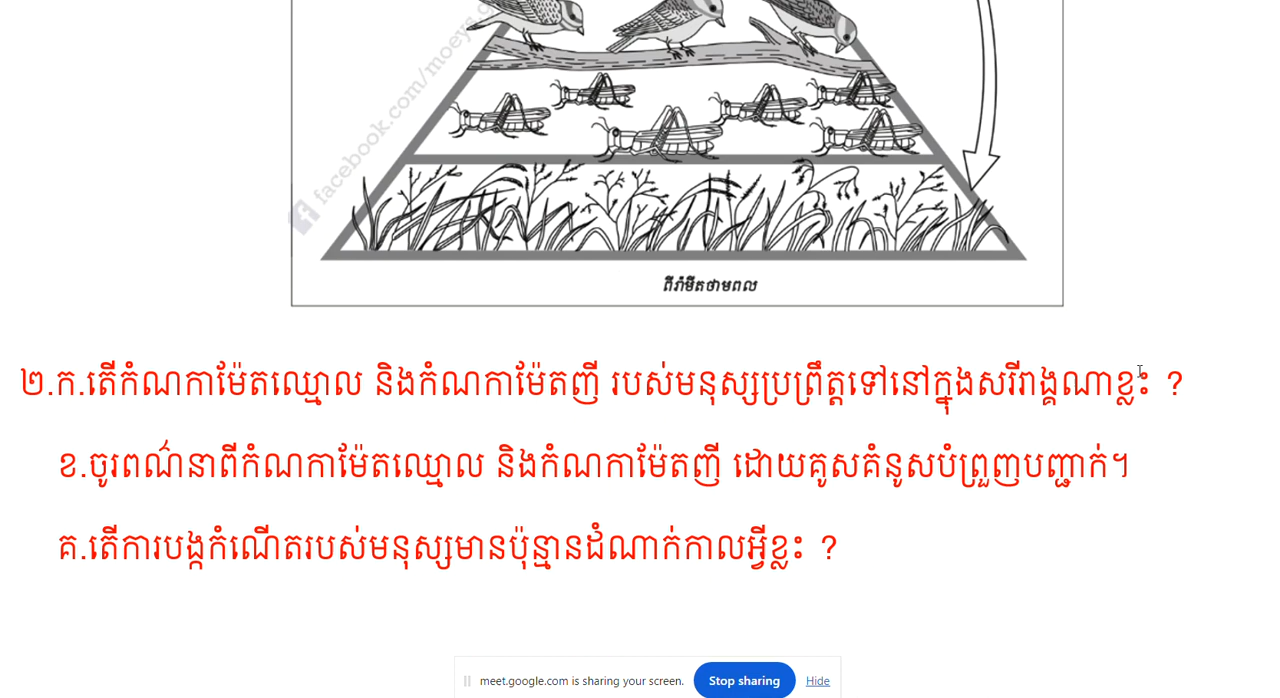 facebook.com/moeys.g
ពីរ៉ាមីតថាមពល
២.ក.តើកំណកាម៉ែតឈ្មោល និងកំណកាម៉ែតញី របស់មនុស្សប្រព្រឹត្តទៅនៅក្នុងសរីរាង្គណាខ្លះ ?
ខ.ចូរពណ៌នាពីកំណកាម៉ែតឈ្មោល និងកំណកាម៉ែតញី ដោយគូសគំនូសបំព្រួញបញ្ជាក់។
គ.តើការបង្កកំណើតរបស់មនុស្សមានប៉ុន្មានដំណាក់កាលអ្វីខ្លះ ?
meet.google.com is sharing your screen.
Stop sharing
Hide